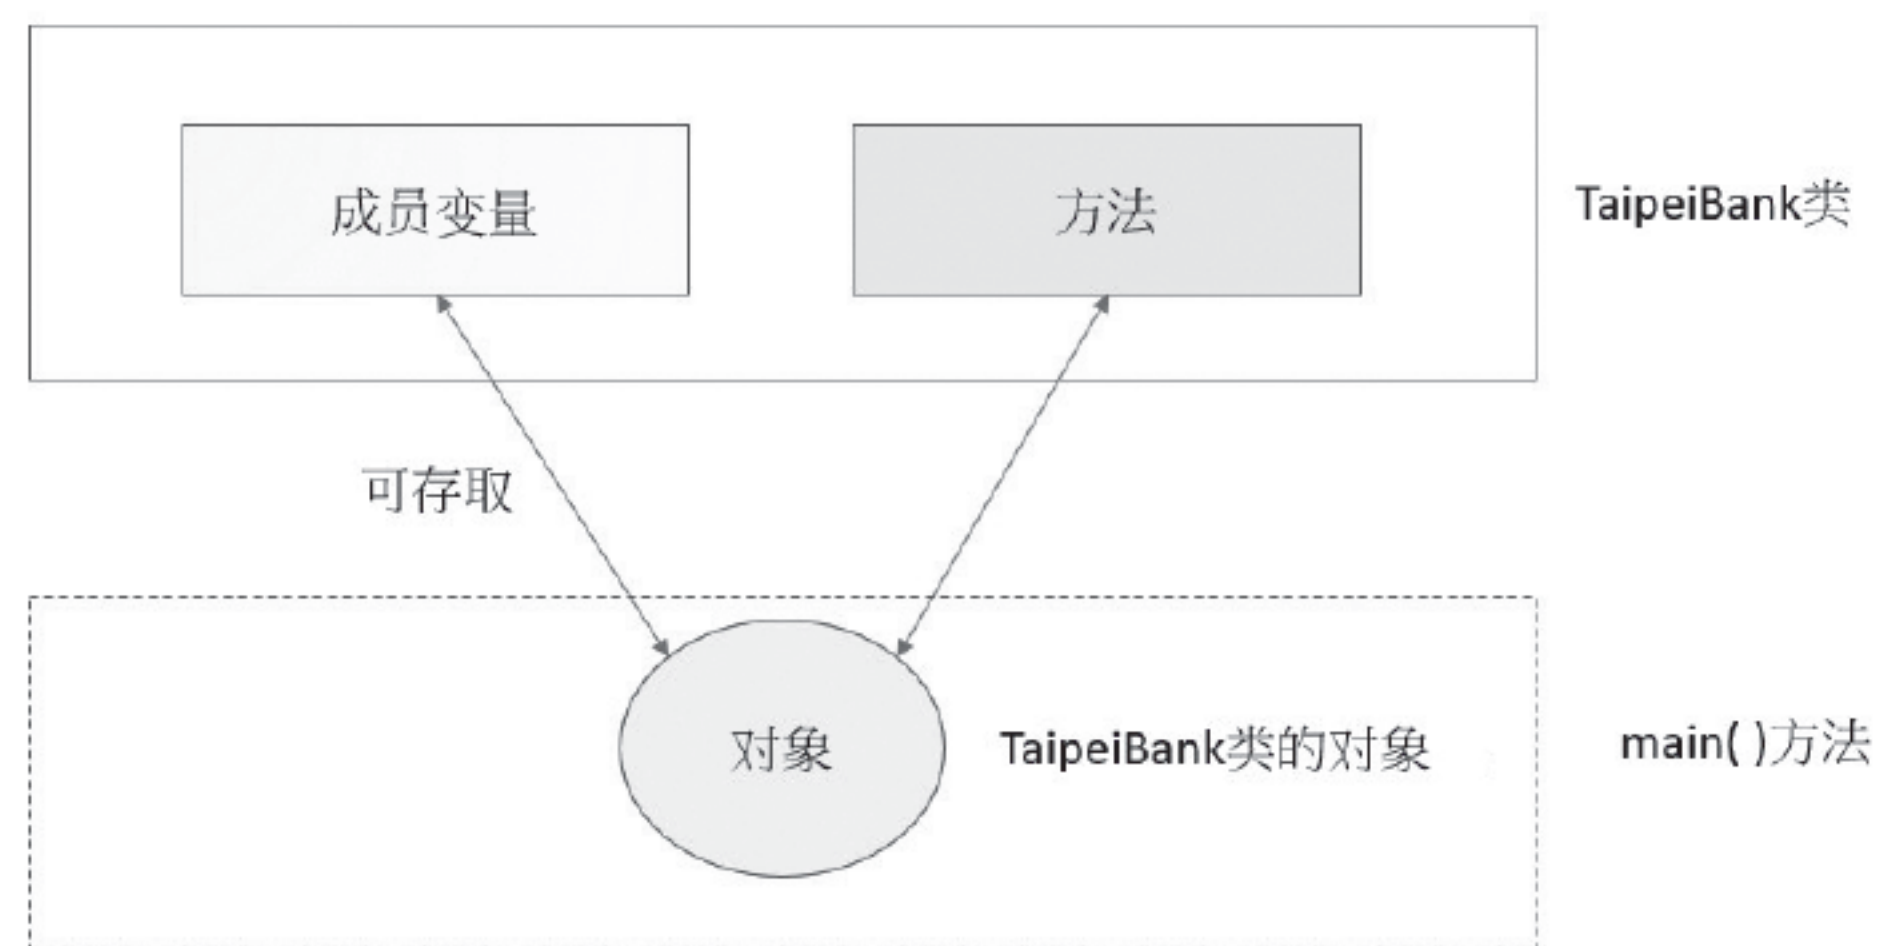 成员变量
方法
TaipeiBank类
可存取
对象
TaipeiBank类的对象
main( )方法